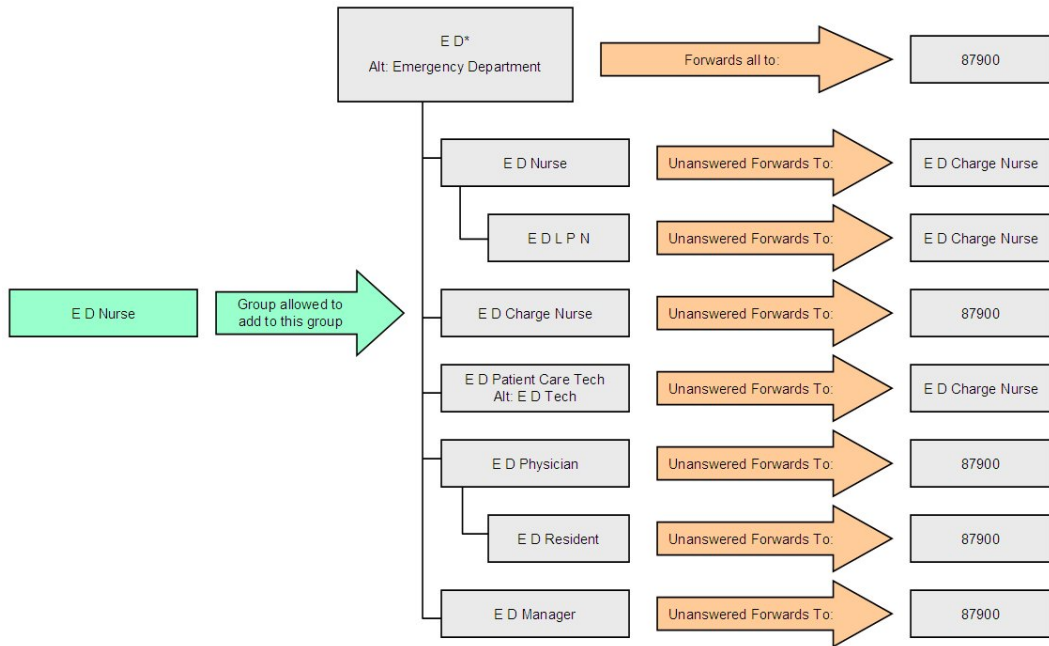 E D*
Alt: Emergency Department
Forwards all to:
87900
E D Nurse
Unanswered Forwards To:
E D Charge Nurse
E D L P N
Unanswered Forwards To:
E D Charge Nurse
E D Nurse
Group allowed to
add to this group
E D Charge Nurse
Unanswered Forwards To:
87900
E D Patient Care Tech
Alt: E D Tech
Unanswered Forwards To:
E D Charge Nurse
E D Physician
Unanswered Forwards To:
87900
E D Resident
Unanswered Forwards To:
87900
E D Manager
Unanswered Forwards To:
87900